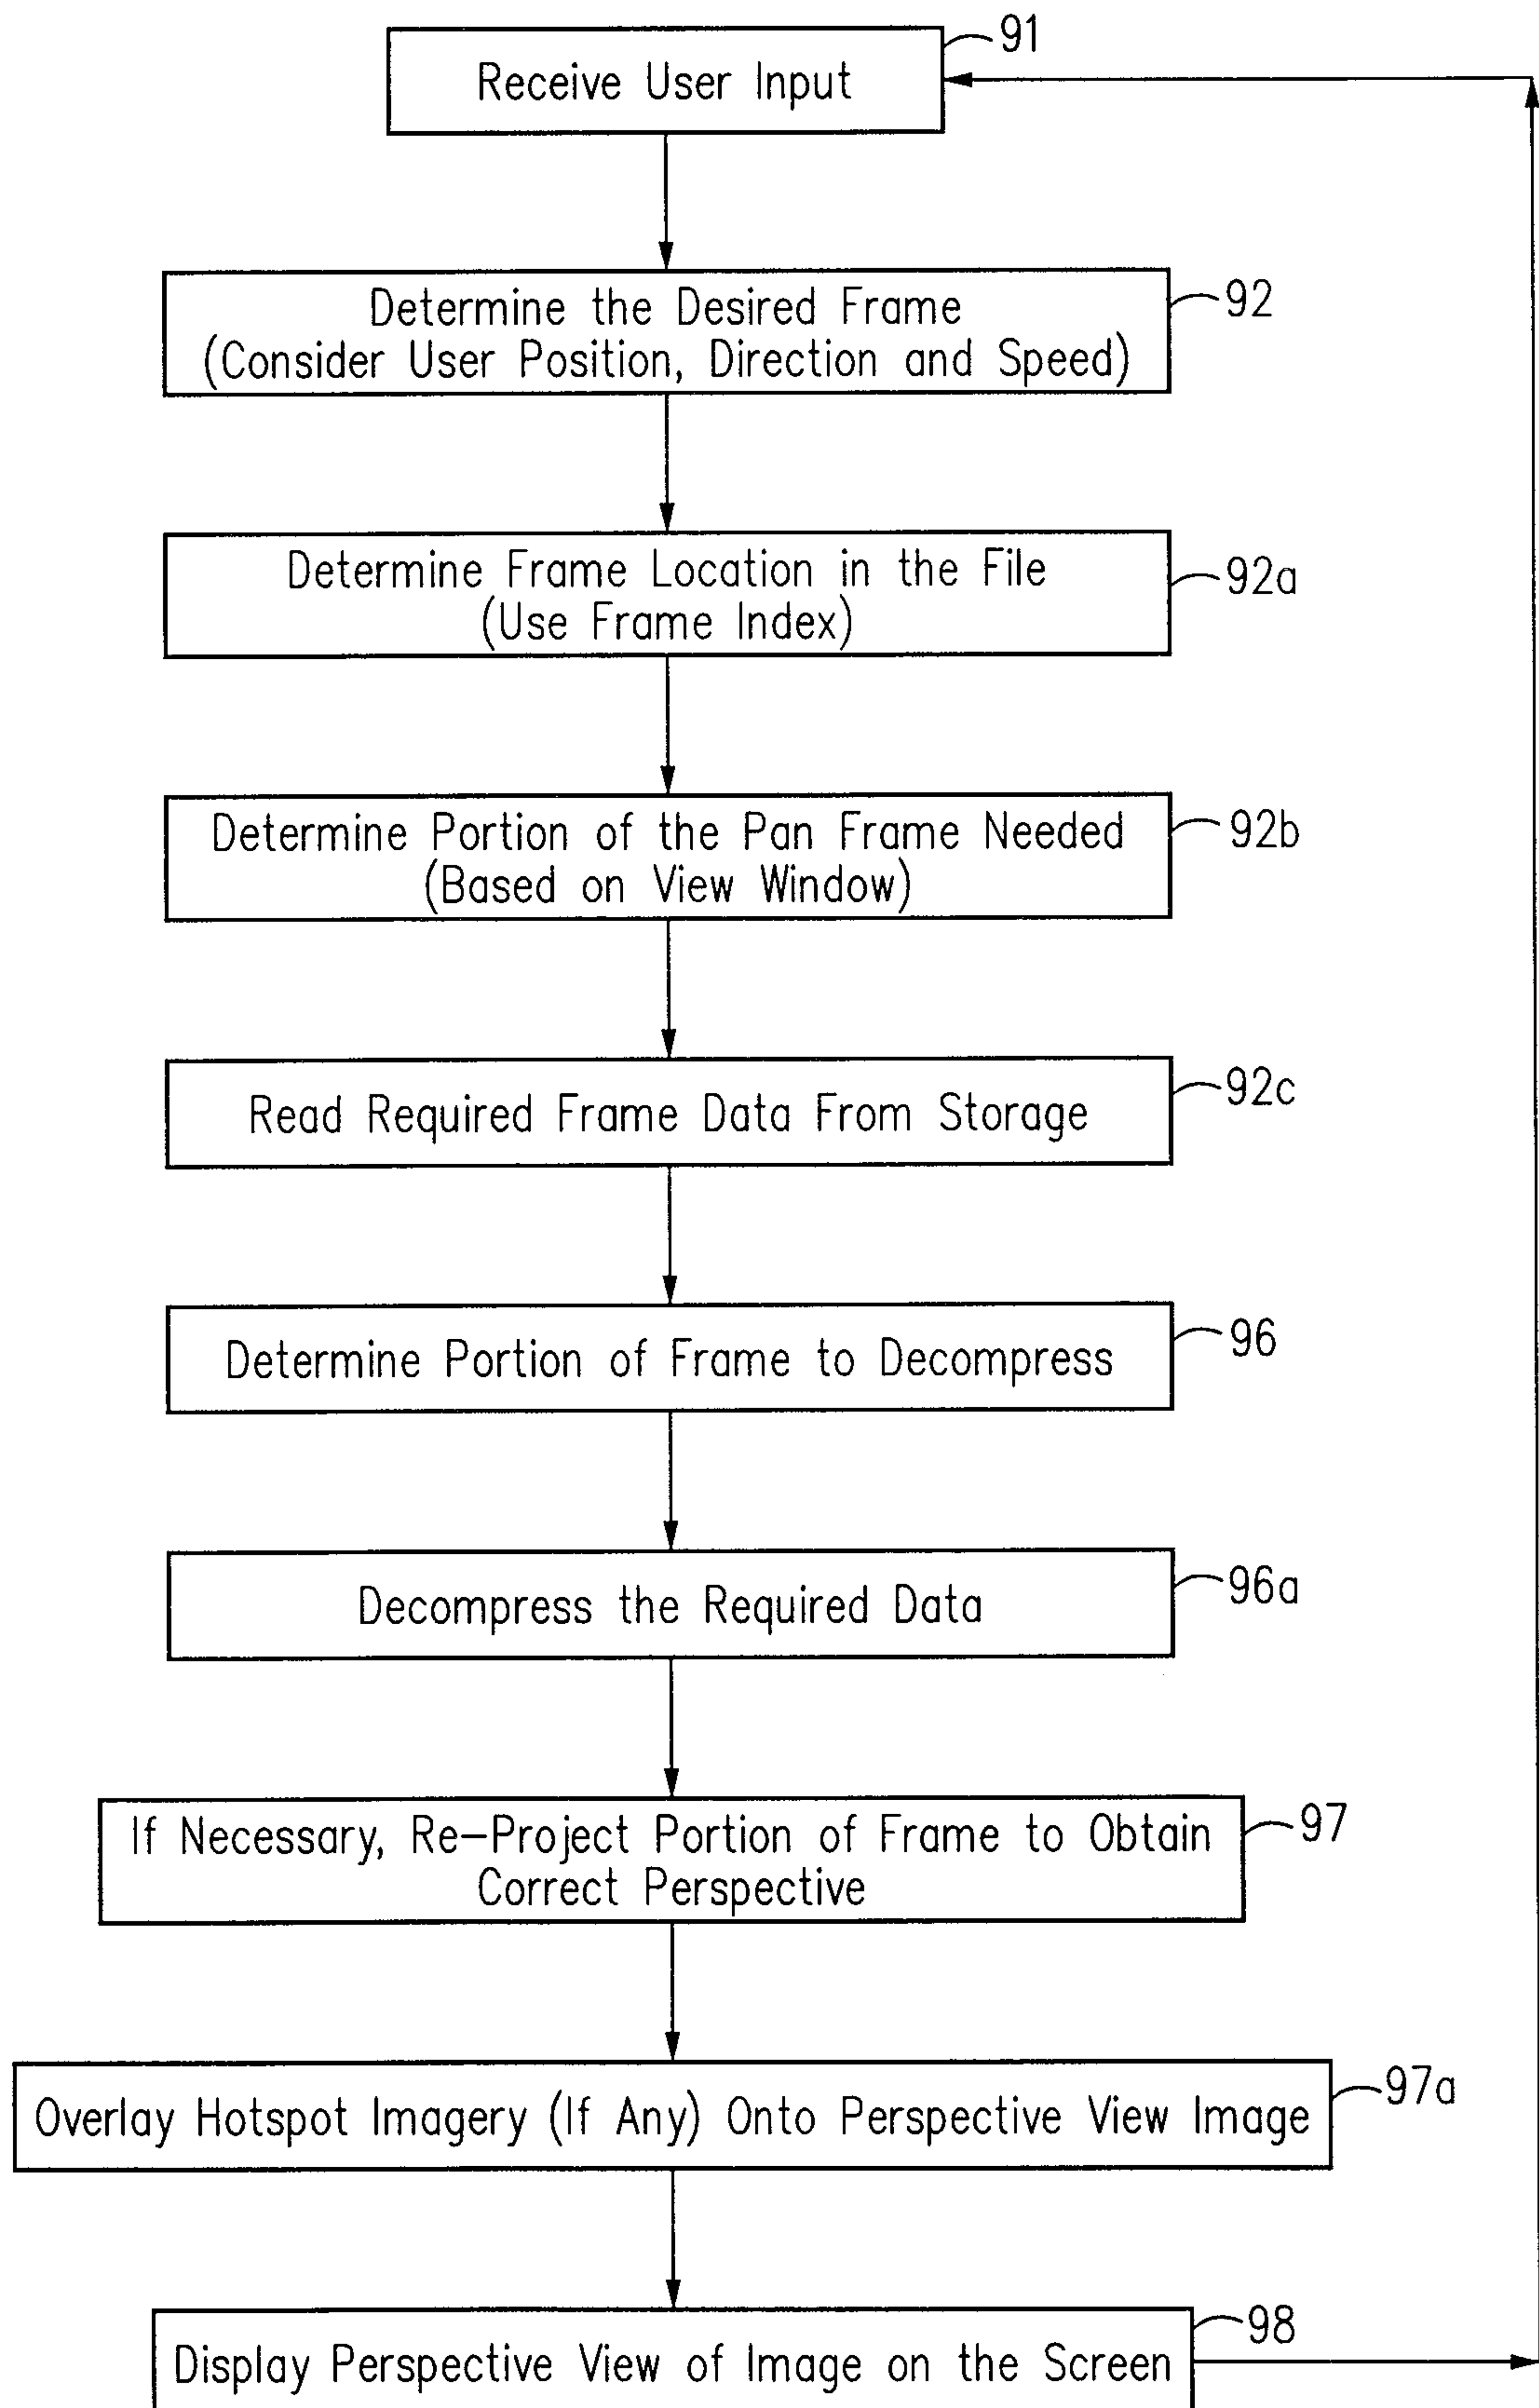 91
Receive User Input
92
Determine the Desired Frame
(Consider User Position, Direction and Speed)
92a
Determine Frame Location in the File
(Use Frame Index)
92b
Determine Portion of the Pan Frame Needed
(Based on View Window)
92c
Read Required Frame Data From Storage
96
Determine Portion of Frame to Decompress
96a
Decompress the Required Data
97
If Necessary, Re-Project Portion of Frame to Obtain
Correct Perspective
97a
Overlay Hotspot Imagery (If Any) Onto Perspective View Image
98
Display Perspective View of Image on the Screen